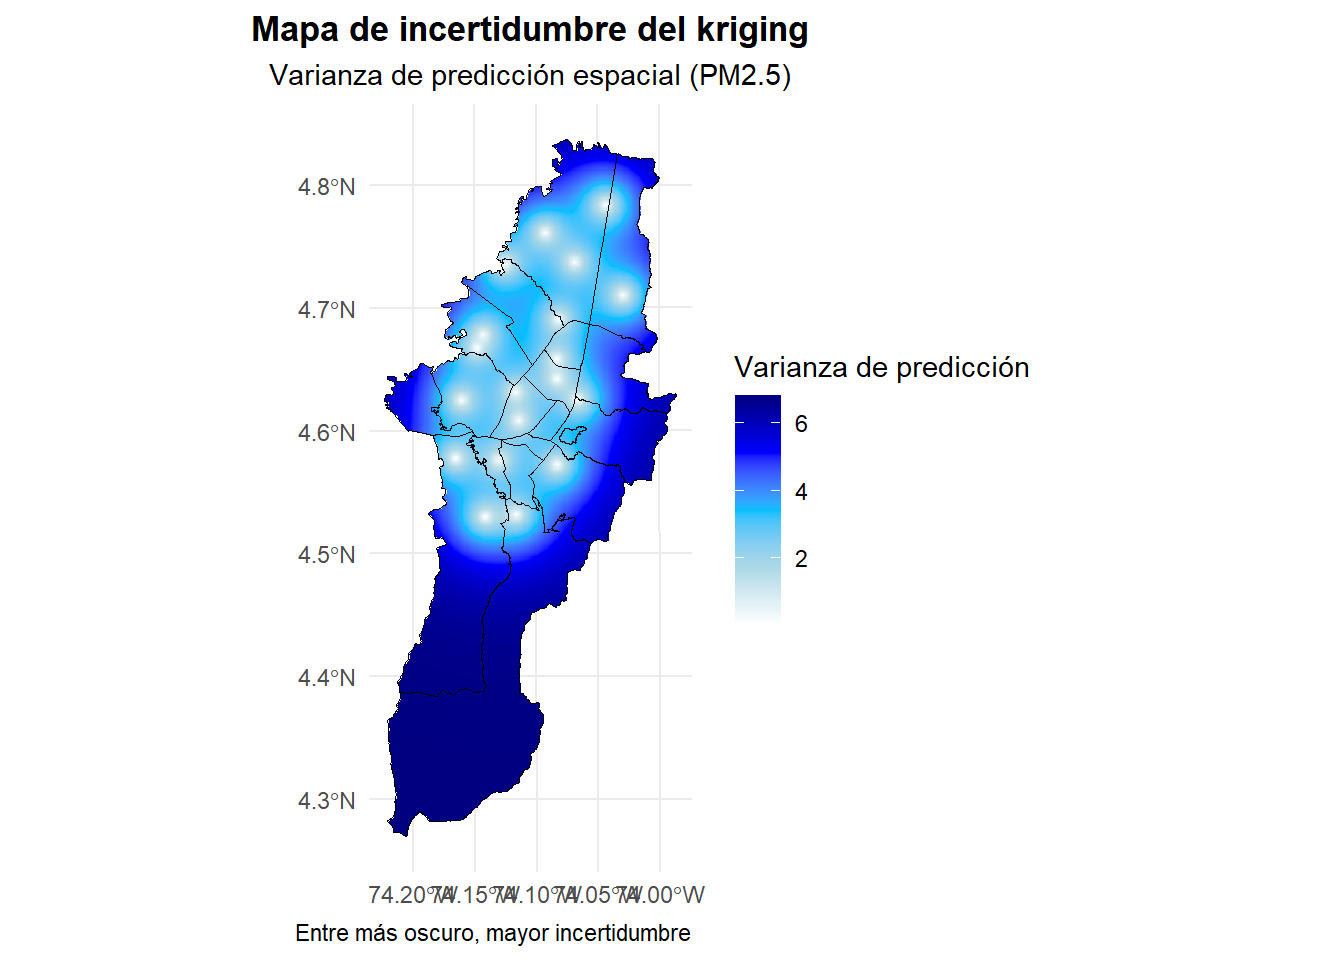 Mapa de incertidumbre del kriging
Varianza de predicción espacial (PM2.5)
4.8°N
4.7°N
4.6°N
4.5°N
4.4°N
4.3°N
74.20°W 74.15°W 74.10°W 74.05°W 74.00°W
Varianza de predicción
6
4
2
Entre más oscuro, mayor incertidumbre